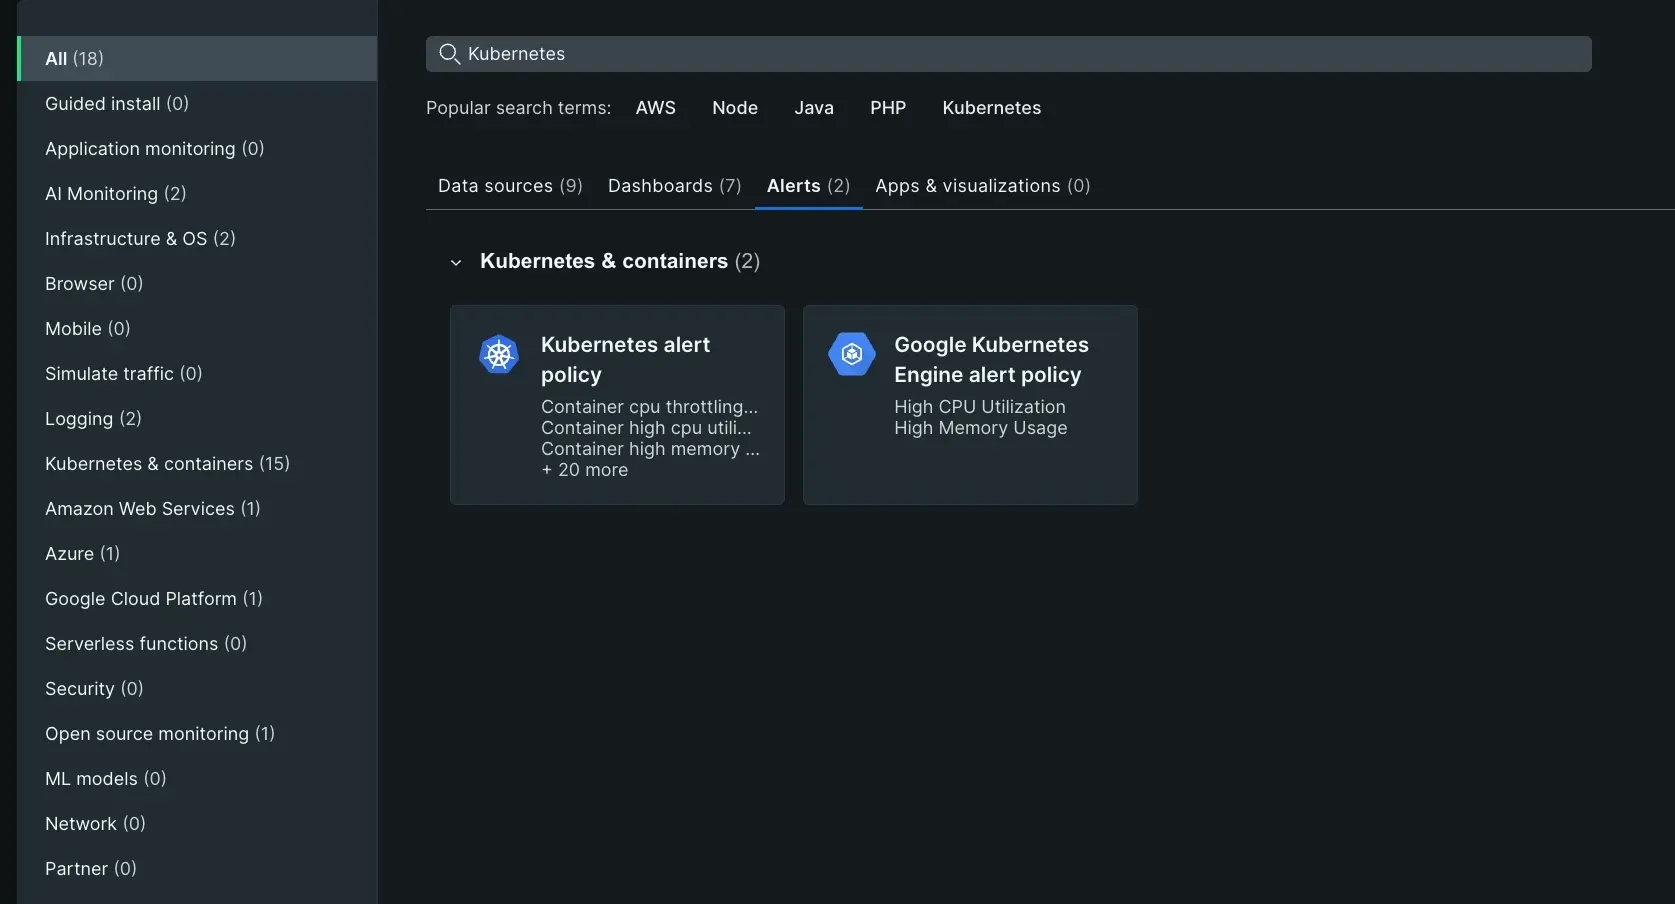 All (18)
Guided install (0)
Application monitoring (0)
AI Monitoring (2)
Infrastructure & OS (2)
Browser (0)
Mobile (0)
Simulate traffic (0)
Logging (2)
Kubernetes & containers (15)
Amazon Web Services (1)
Azure (1)
Google Cloud Platform (1)
Serverless functions (0)
Security (0)
Open source monitoring (1)
ML models (0)
Network (0)
Partner (0)
Kubernetes
Popular search terms: AWS Node Java PHP Kubernetes
Data sources (9) Dashboards (7) Alerts (2) Apps & visualizations (0)
Kubernetes & containers (2)
Kubernetes alert
policy
Container cpu throttling...
Container high cpu utili...
Container high memory ...
+ 20 more
Google Kubernetes
Engine alert policy
High CPU Utilization
High Memory Usage